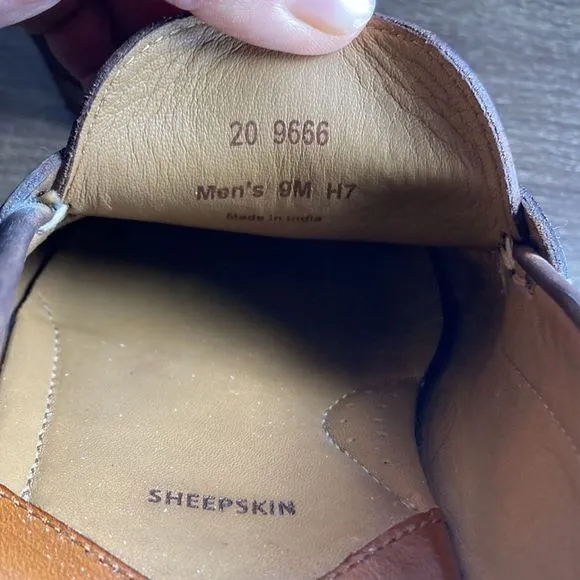 20 9666
Men's 9M H7
Made in India
SHEEPSKIN